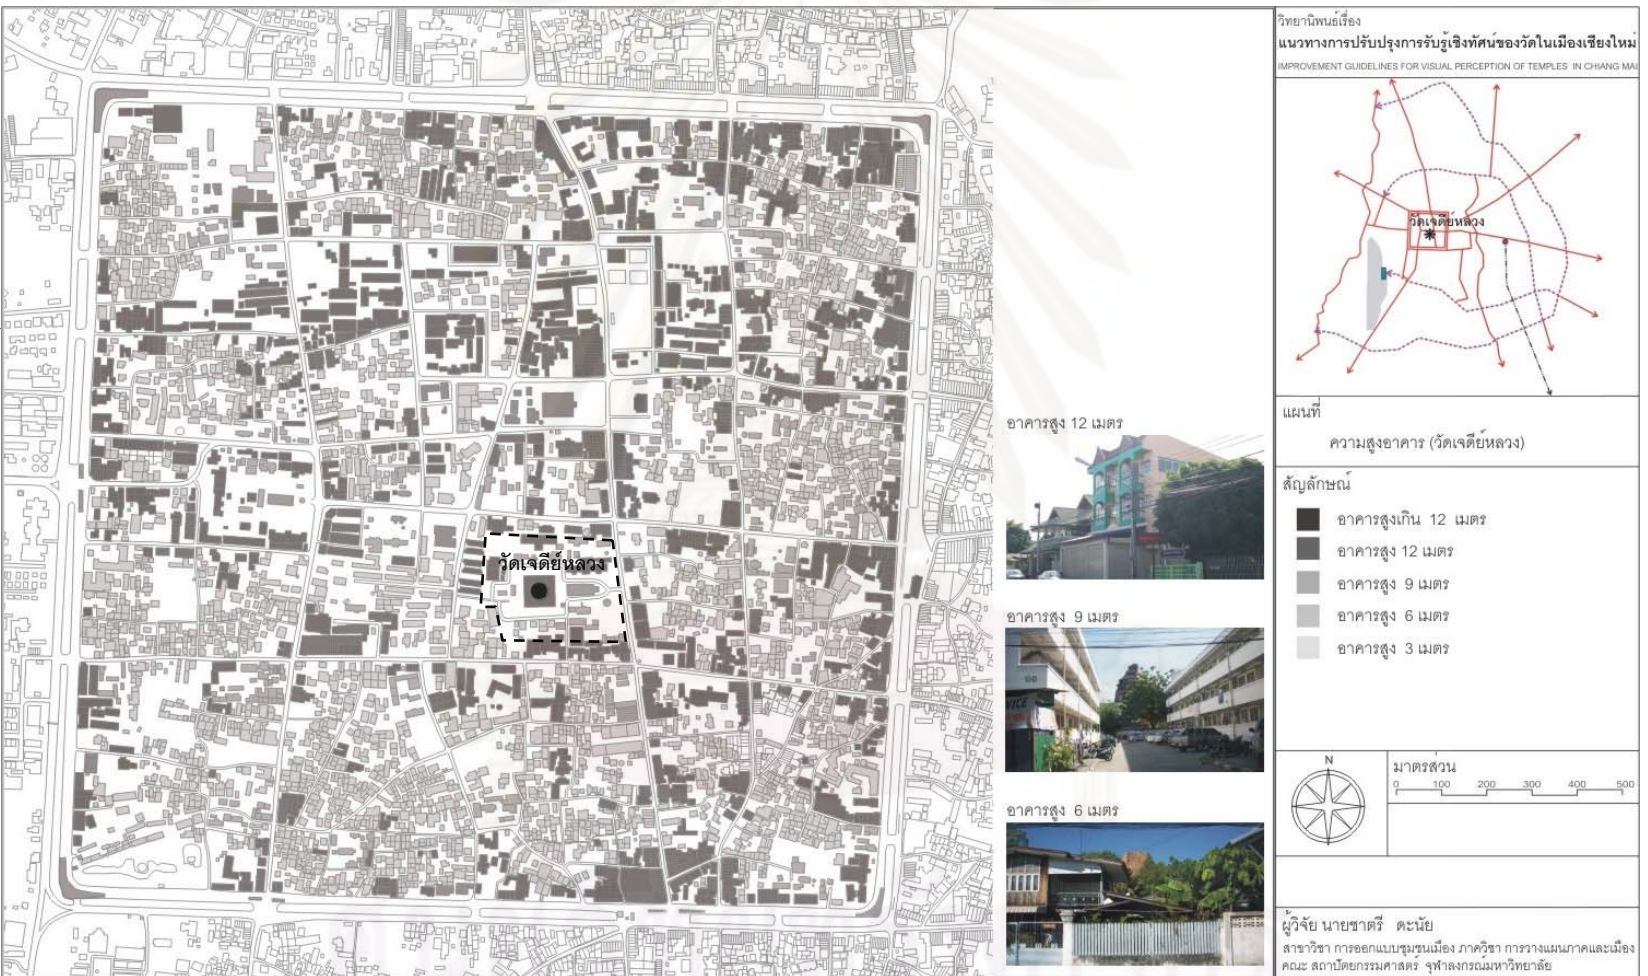 วิทยานิพนธ์เรื่อง
แนวทางการปรับปรุงการรับรู้เชิงทัศน์ของวัดในเมืองเชียงใหม่
IMPROVEMENT GUIDELINES FOR VISUAL PERCEPTION OF TEMPLES IN CHIANG MAI
วัดเจดีย์หลวง
แผนที่
ความสูงอาคาร (วัดเจดีย์หลวง)
สัญลักษณ์
อาคารสูงเกิน 12 เมตร
อาคารสูง 12 เมตร
อาคารสูง 9 เมตร
อาคารสูง 6 เมตร
อาคารสูง 3 เมตร
N
มาตรส่วน
0 100 200 300 400 500
ผู้วิจัย นายชาตรี ดะนัย
สาขาวิชา การออกแบบชุมชนเมือง ภาควิชา การวางแผนภาคและเมือง
คณะ สถาปัตยกรรมศาสตร์ จุฬาลงกรณ์มหาวิทยาลัย
อาคารสูง 12 เมตร
อาคารสูง 9 เมตร
อาคารสูง 6 เมตร
วัดเจดีย์หลวง